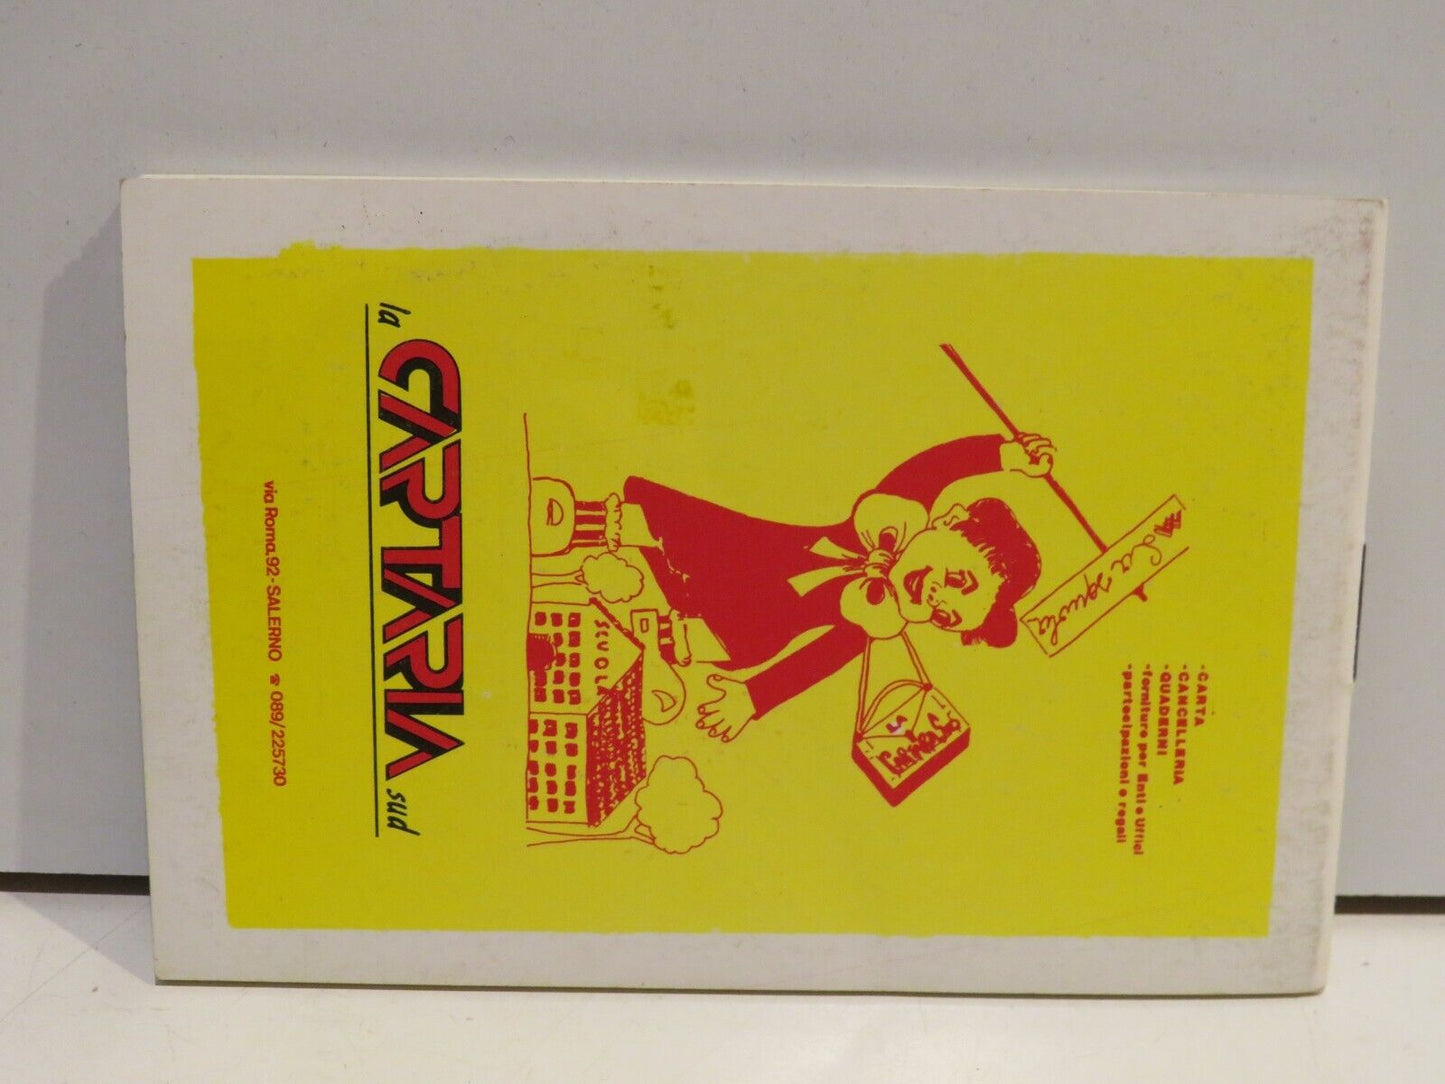 -CARTA
-CANCELLERIA
-QUADERNI
-forniture per Enti e Uffici
-partecipazioni e regali
La
SCUOLA
la CARTARIA sud
via Roma,92-SALERNO ☎ 089/225730